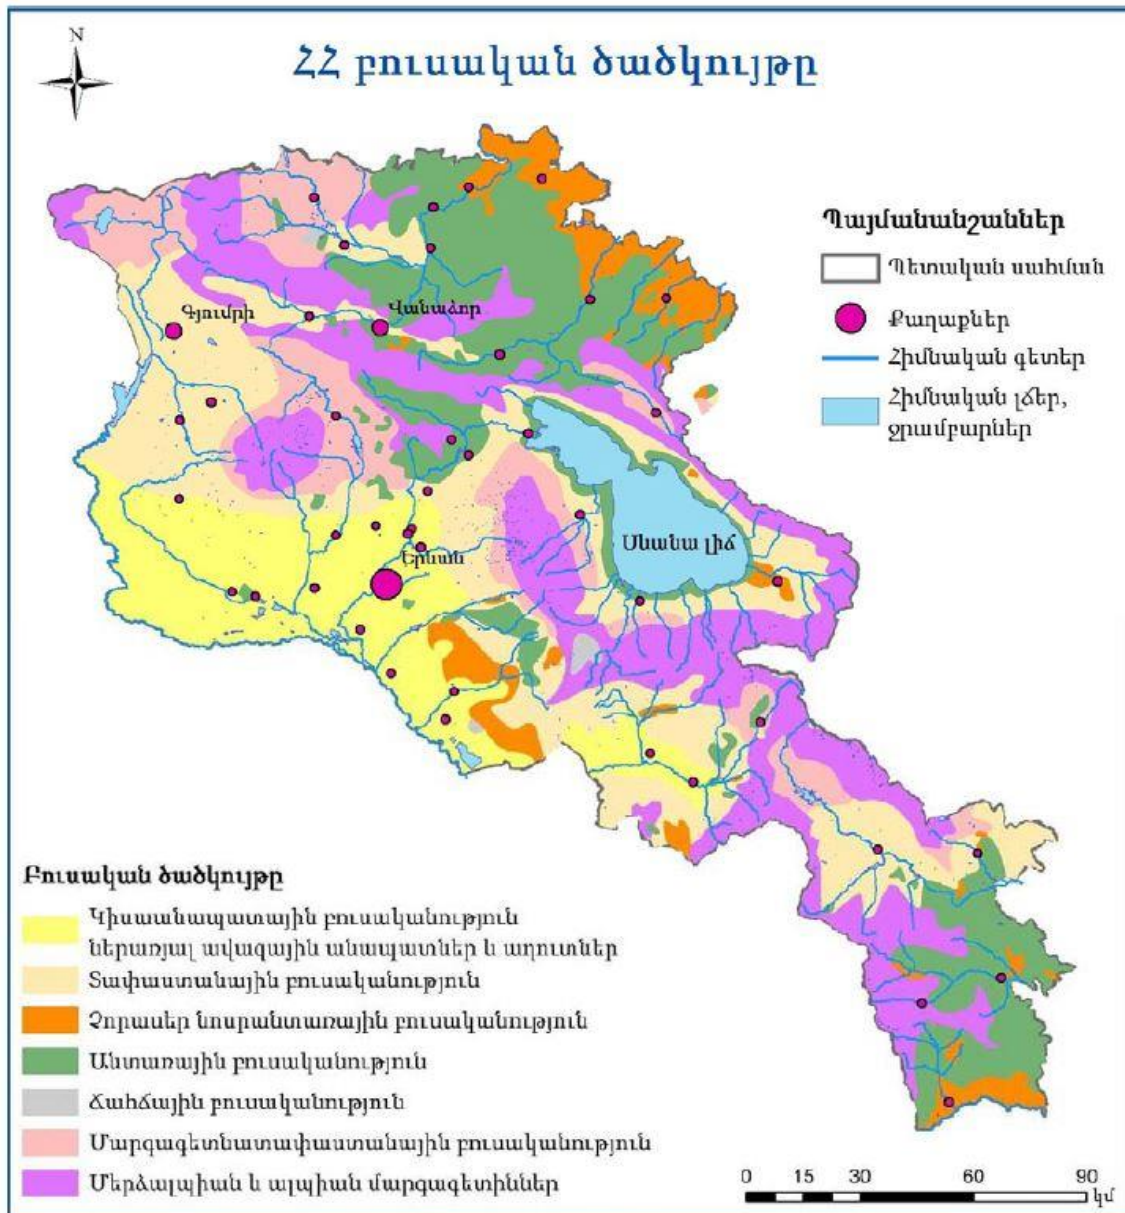 N
ՀՀ բուսական ծածկույթը
Պայմանանշաններ
Պետական սահման
Քաղաքներ
Հիմնական գետեր
Հիմնական լճեր,
ջրամբարներ
Գյումրի
Վանաձոր
Սևանա լիճ
Երևան
Բուսական ծածկույթը
Կիսաանապատային բուսականություն
ներառյալ ավազային անապատներ և աղուտներ
Տափաստանային բուսականություն
Չորասեր նոսրանտառային բուսականություն
Անտառային բուսականություն
Ճահճային բուսականություն
Մարգագետնատափաստանային բուսականություն
Մերձալպիան և ալպիան մարգագետիններ
0 15 30 60 90
կմ